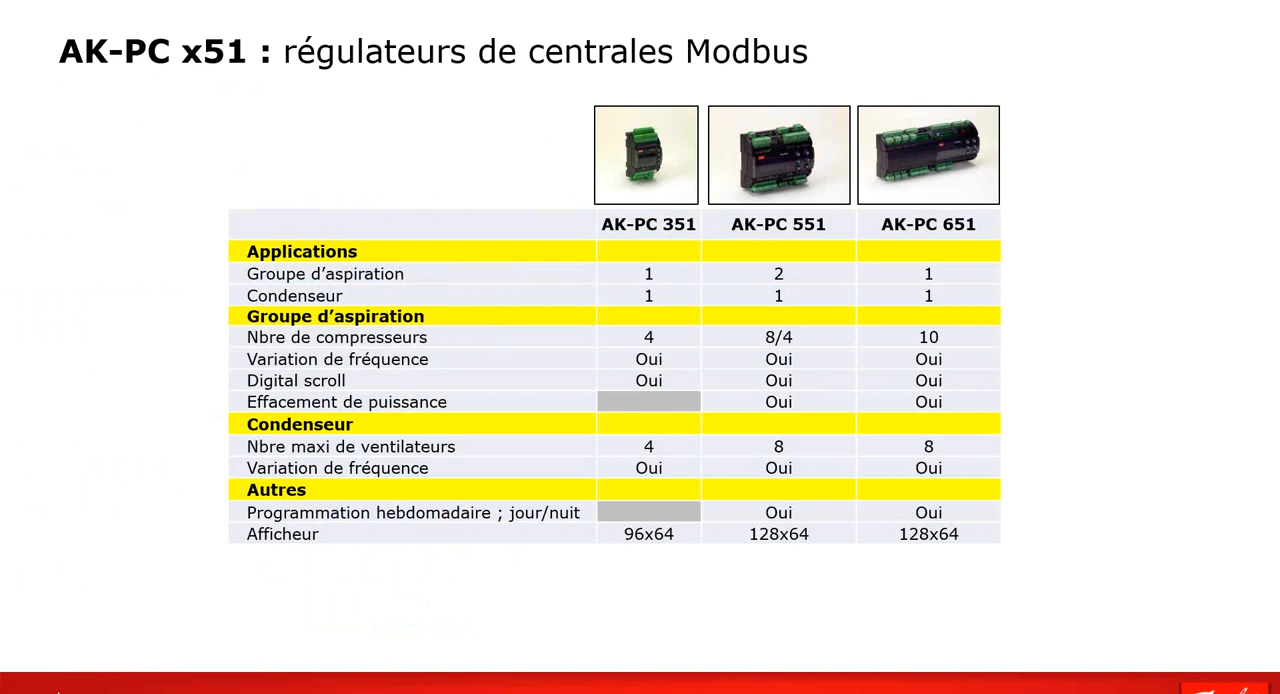 AK-PC x51 : régulateurs de centrales Modbus
AK-PC 351 AK-PC 551 AK-PC 651
Applications
Groupe d’aspiration 1 2 1
Condenseur 1 1 1
Groupe d’aspiration
Nbre de compresseurs 4 8/4 10
Variation de fréquence Oui Oui Oui
Digital scroll Oui Oui Oui
Effacement de puissance Oui Oui
Condenseur
Nbre maxi de ventilateurs 4 8 8
Variation de fréquence Oui Oui Oui
Autres
Programmation hebdomadaire ; jour/nuit Oui Oui
Afficheur 96x64 128x64 128x64